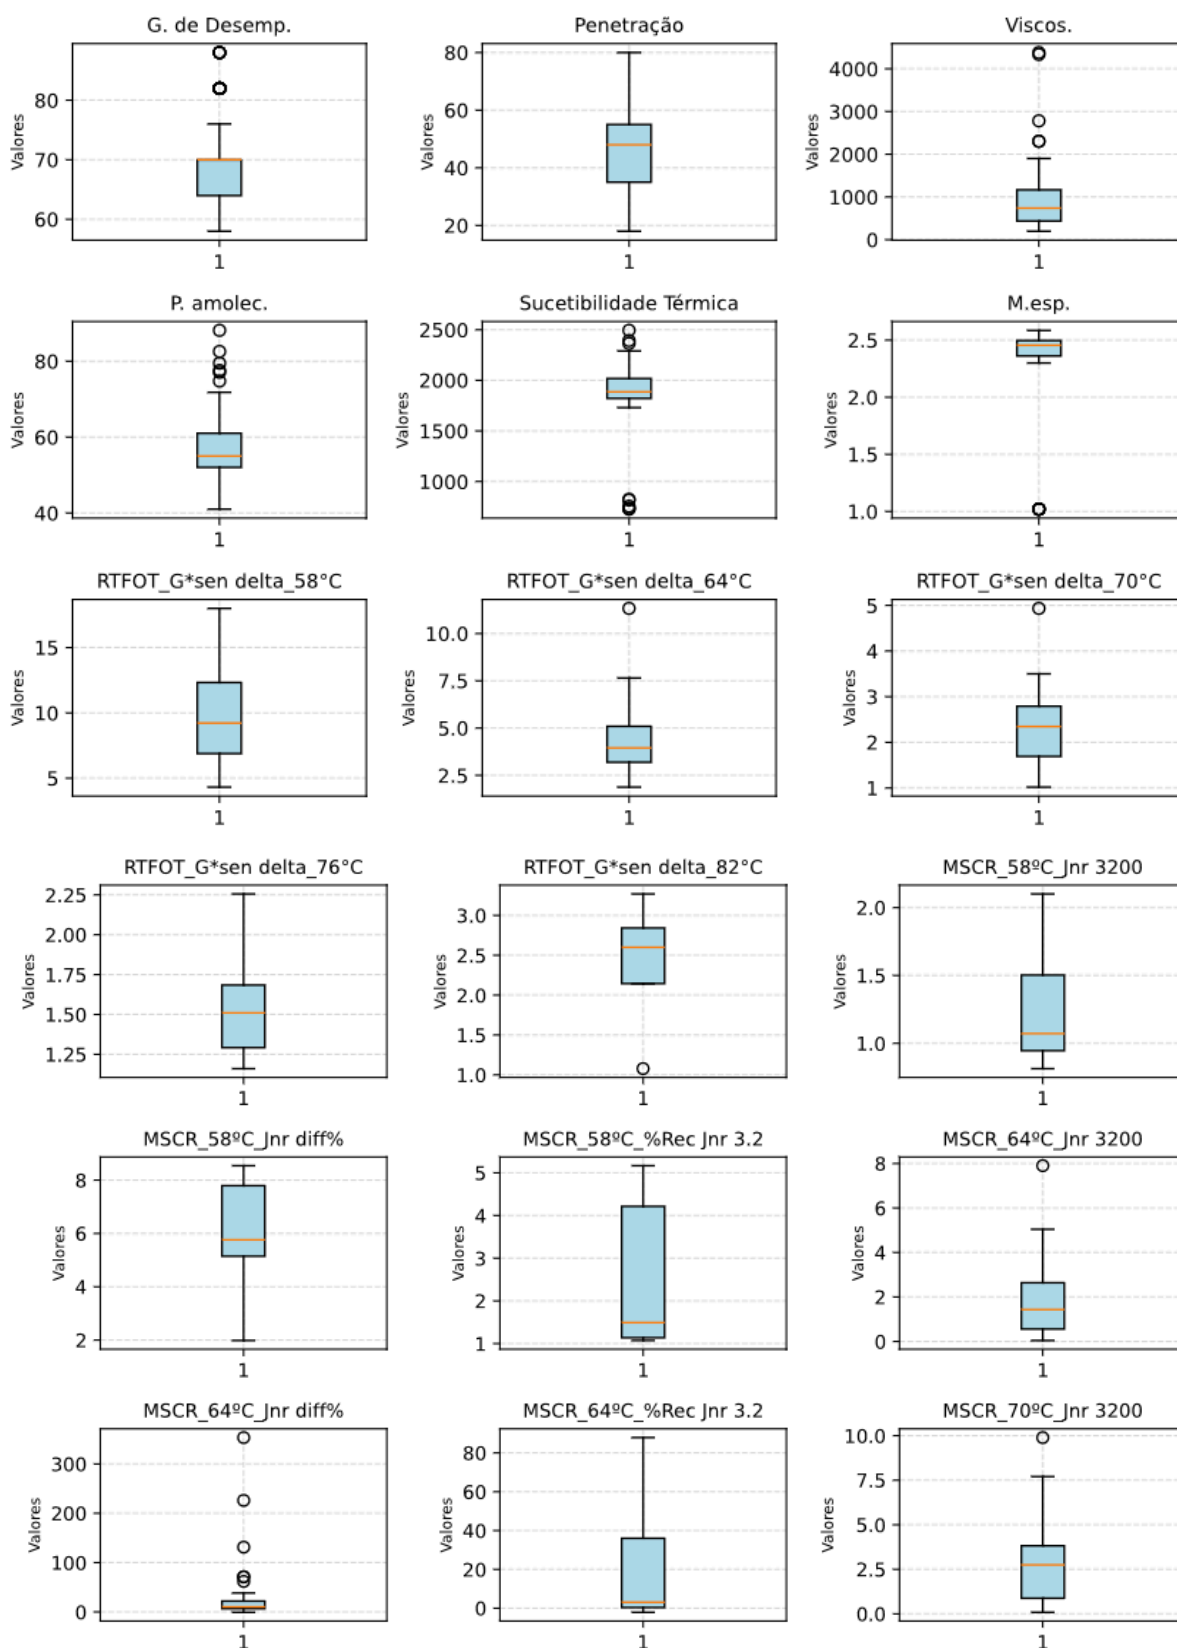 G. de Desemp.
Valores
80
70
60
1
Penetração
Valores
80
60
40
20
1
Viscos.
Valores
4000
3000
2000
1000
0
1
P. amolec.
Valores
80
60
40
1
Sucetibilidade Térmica
Valores
2500
2000
1500
1000
1
M.esp.
Valores
2.5
2.0
1.5
1.0
1
RTFOT_G*sen delta_58°C
Valores
15
10
5
1
RTFOT_G*sen delta_64°C
Valores
10.0
7.5
5.0
2.5
1
RTFOT_G*sen delta_70°C
Valores
5
4
3
2
1
1
RTFOT_G*sen delta_76°C
Valores
2.25
2.00
1.75
1.50
1.25
1
RTFOT_G*sen delta_82°C
Valores
3.0
2.5
2.0
1.5
1.0
1
MSCR_58ºC_Jnr 3200
Valores
2.0
1.5
1.0
1
MSCR_58ºC_Jnr diff%
Valores
8
6
4
2
1
MSCR_58ºC_%Rec Jnr 3.2
Valores
5
4
3
2
1
1
MSCR_64ºC_Jnr 3200
Valores
8
6
4
2
0
1
MSCR_64ºC_Jnr diff%
Valores
300
200
100
0
1
MSCR_64ºC_%Rec Jnr 3.2
Valores
80
60
40
20
0
1
MSCR_70ºC_Jnr 3200
Valores
10.0
7.5
5.0
2.5
0.0
1